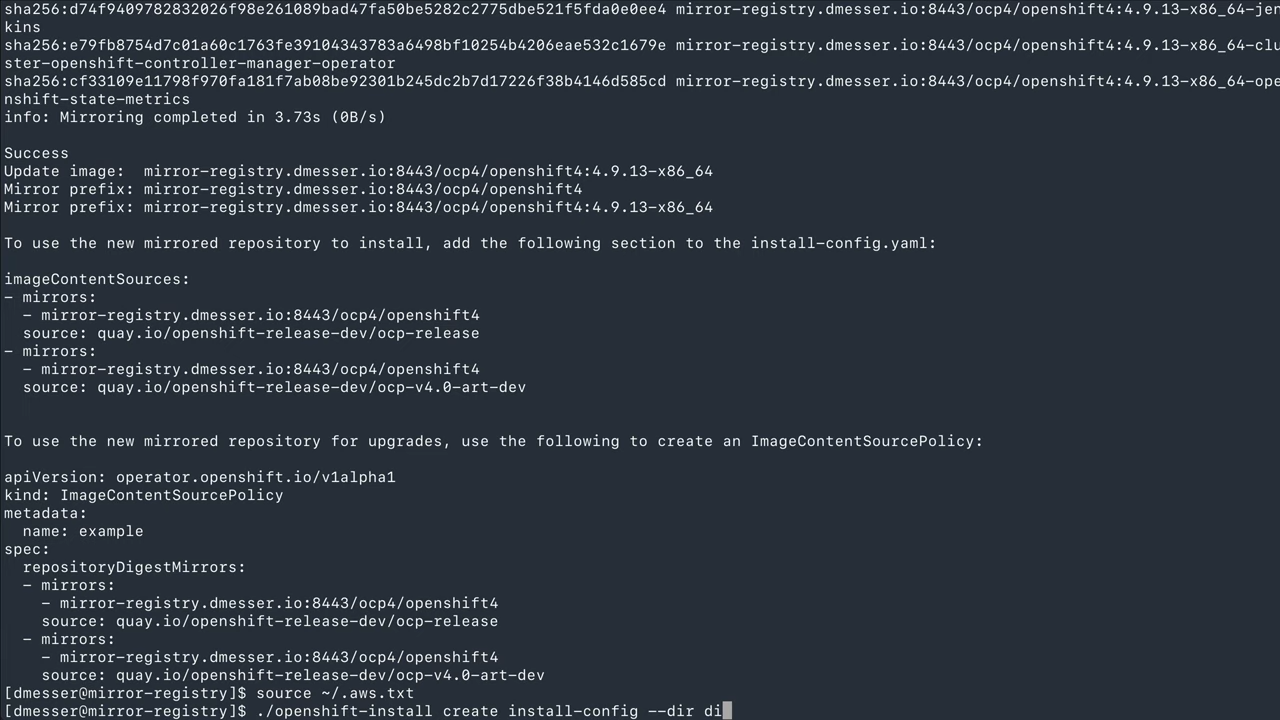 sha256:d74f9409782832026f98e261089bad47fa50be5282c2775dbe521f5fda0e0ee4 mirror-registry.dmesser.io:8443/ocp4/openshift4:4.9.13-x86_64-jen
kins
sha256:e79fb8754d7c01a60c1763fe39104343783a6498bf10254b4206eae532c1679e mirror-registry.dmesser.io:8443/ocp4/openshift4:4.9.13-x86_64-clu
ster-openshift-controller-manager-operator
sha256:cf33109e11798f970fa181f7ab08be92301b245dc2b7d17226f38b4146d585cd mirror-registry.dmesser.io:8443/ocp4/openshift4:4.9.13-x86_64-ope
nshift-state-metrics
info: Mirroring completed in 3.73s (0B/s)

Success
Update image:  mirror-registry.dmesser.io:8443/ocp4/openshift4:4.9.13-x86_64
Mirror prefix: mirror-registry.dmesser.io:8443/ocp4/openshift4
Mirror prefix: mirror-registry.dmesser.io:8443/ocp4/openshift4:4.9.13-x86_64

To use the new mirrored repository to install, add the following section to the install-config.yaml:

imageContentSources:
- mirrors:
  - mirror-registry.dmesser.io:8443/ocp4/openshift4
  source: quay.io/openshift-release-dev/ocp-release
- mirrors:
  - mirror-registry.dmesser.io:8443/ocp4/openshift4
  source: quay.io/openshift-release-dev/ocp-v4.0-art-dev

To use the new mirrored repository for upgrades, use the following to create an ImageContentSourcePolicy:

apiVersion: operator.openshift.io/v1alpha1
kind: ImageContentSourcePolicy
metadata:
  name: example
spec:
  repositoryDigestMirrors:
  - mirrors:
    - mirror-registry.dmesser.io:8443/ocp4/openshift4
    source: quay.io/openshift-release-dev/ocp-release
  - mirrors:
    - mirror-registry.dmesser.io:8443/ocp4/openshift4
    source: quay.io/openshift-release-dev/ocp-v4.0-art-dev
[dmesser@mirror-registry]$ source ~/.aws.txt
[dmesser@mirror-registry]$ ./openshift-install create install-config --dir di